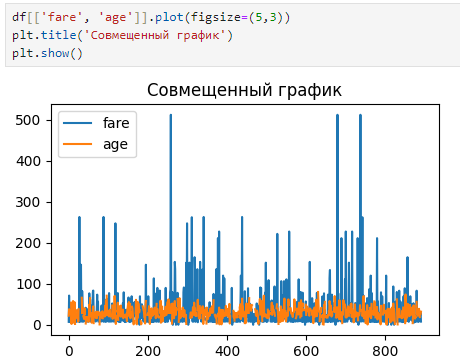 df[['fare', 'age']].plot(figsize=(5,3))
plt.title('Совмещенный график')
plt.show()
Совмещенный график
fare
age
500
400
300
200
100
0
0 200 400 600 800